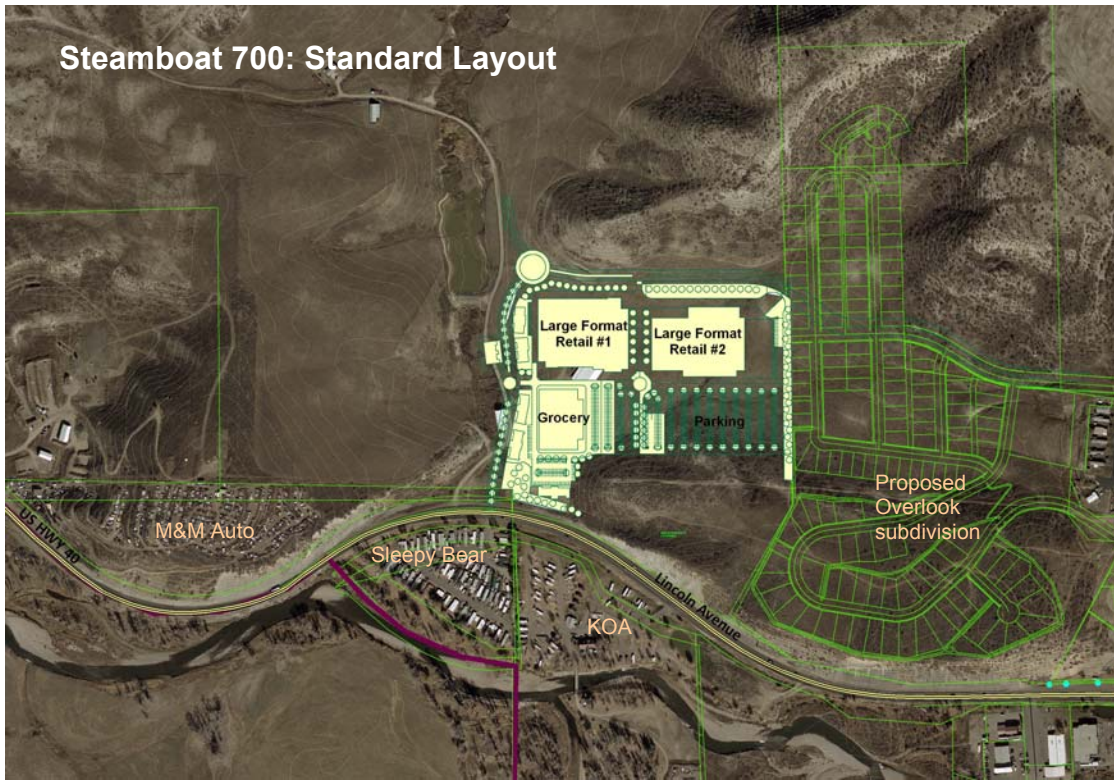 Steamboat 700: Standard Layout
Large Format
Retail #1
Large Format
Retail #2
Grocery
Parking
Proposed
Overlook
subdivision
M&M Auto
US HWY 40
Sleepy Bear
KOA
Lincoln Avenue